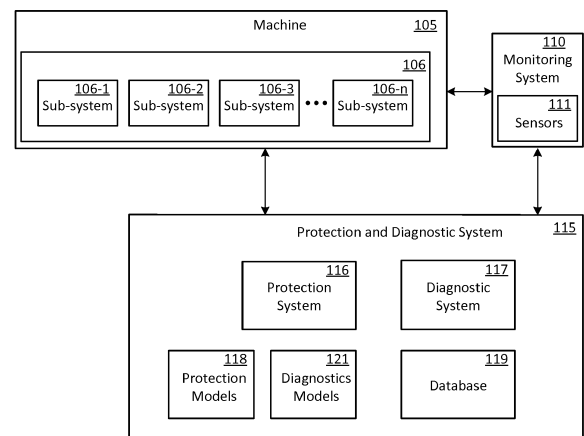 Machine
105
106
106-1
Sub-system
106-2
Sub-system
106-3
Sub-system
•••
106-n
Sub-system
110
Monitoring
System
111
Sensors
115
Protection and Diagnostic System
116
Protection
System
117
Diagnostic
System
118
Protection
Models
121
Diagnostics
Models
119
Database